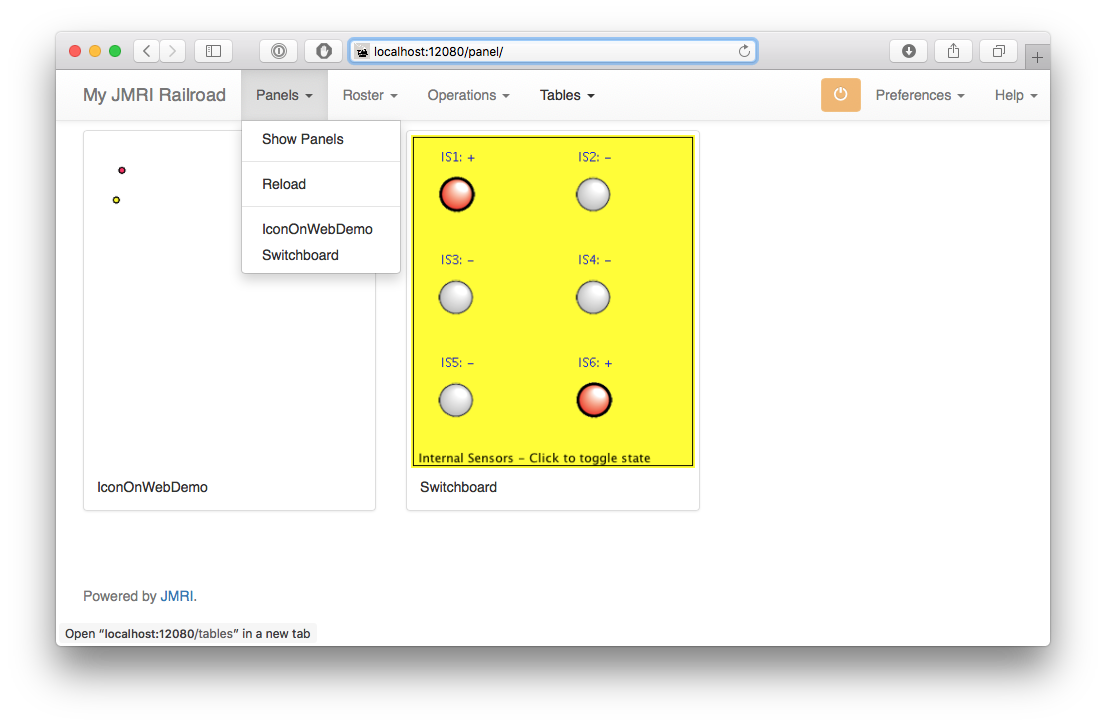 localhost:12080/panel/
My JMRI Railroad Panels Roster Operations Tables Preferences Help
Show Panels
Reload
IconOnWebDemo
Switchboard
IS1: + IS2: –
IS3: – IS4: –
IS5: – IS6: +
Internal Sensors – Click to toggle state
IconOnWebDemo Switchboard
Powered by JMRI.
Open “localhost:12080/tables” in a new tab